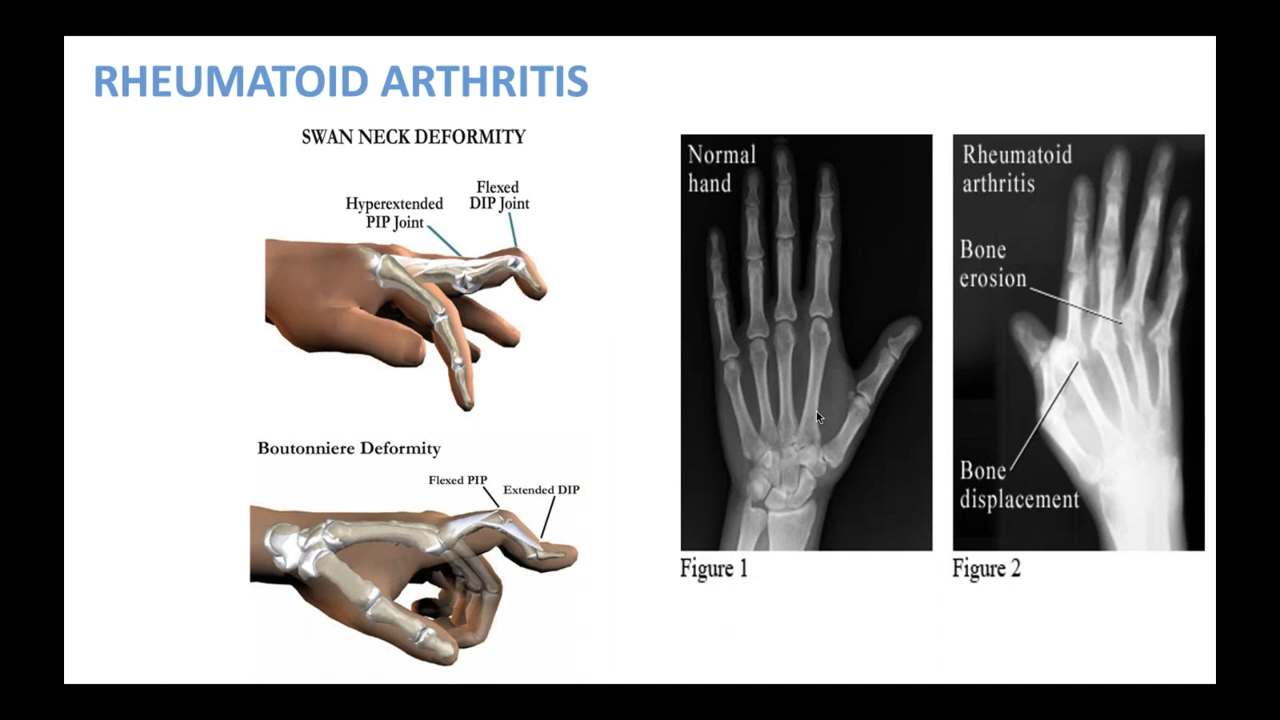 RHEUMATOID ARTHRITIS
SWAN NECK DEFORMITY
Flexed
DIP Joint
Hyperextended
PIP Joint
Boutonniere Deformity
Flexed PIP
Extended DIP
Normal
hand
Figure 1
Rheumatoid
arthritis
Bone
erosion
Bone
displacement
Figure 2